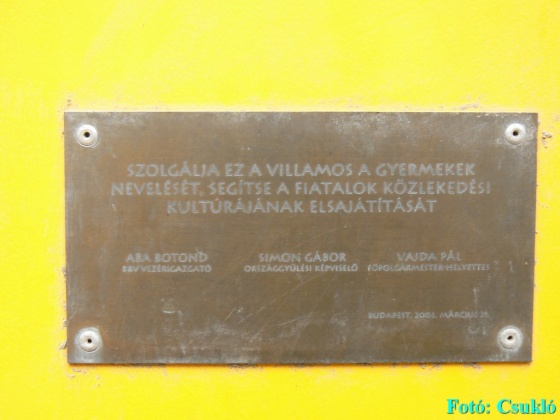 SZOLGÁLJA EZ A VILLAMOS A GYERMEKEK
NEVELÉSÉT, SEGÍTSE A FIATALOK KÖZLEKEDÉSI
KULTÚRÁJÁNAK ELSAJÁTÍTÁSÁT
ABA BOTOND SIMON GÁBOR VAJDA PÁL
BKV VEZÉRIGAZGATÓ ORSZÁGGYŰLÉSI KÉPVISELŐ FŐPOLGÁRMESTER-HELYETTES
BUDAPEST, MÁRCIUS
Fotó: Csukló